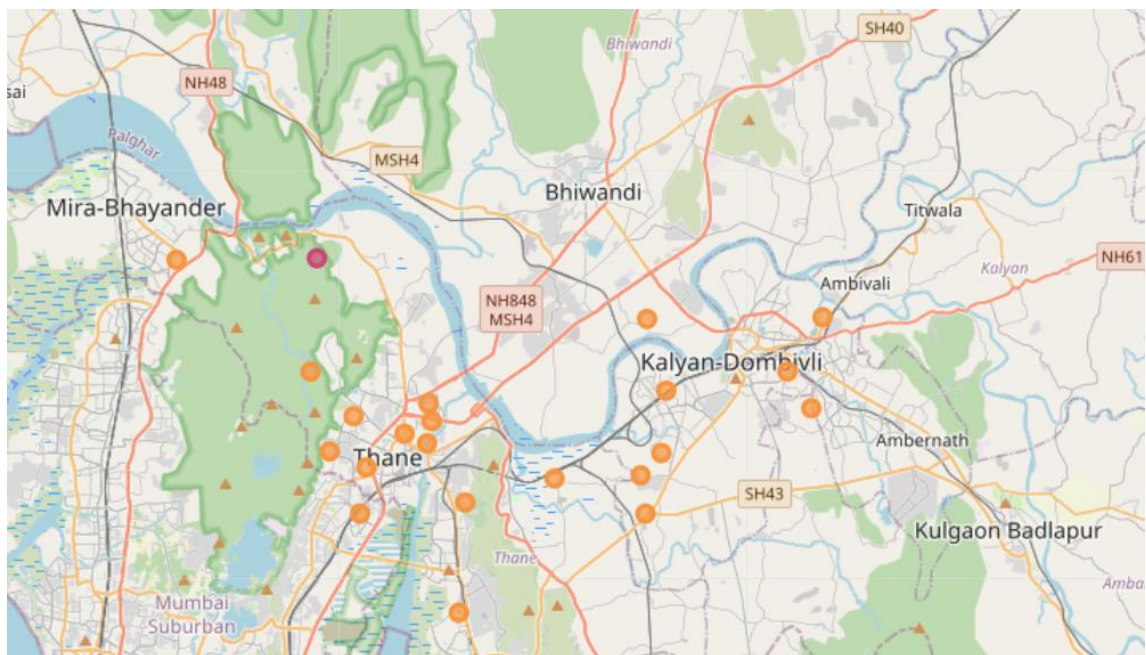 SH40
Bhiwandi
NH48
sai
Palghar
MSH4
Bhiwandi
Mira-Bhayander
Titwala
Kalyan
NH61
Ambivali
NH848
MSH4
Kalyan-Dombivli
Ambernath
Thane
SH43
Kulgaon Badlapur
Thane
Amba
Mumbai
Suburban